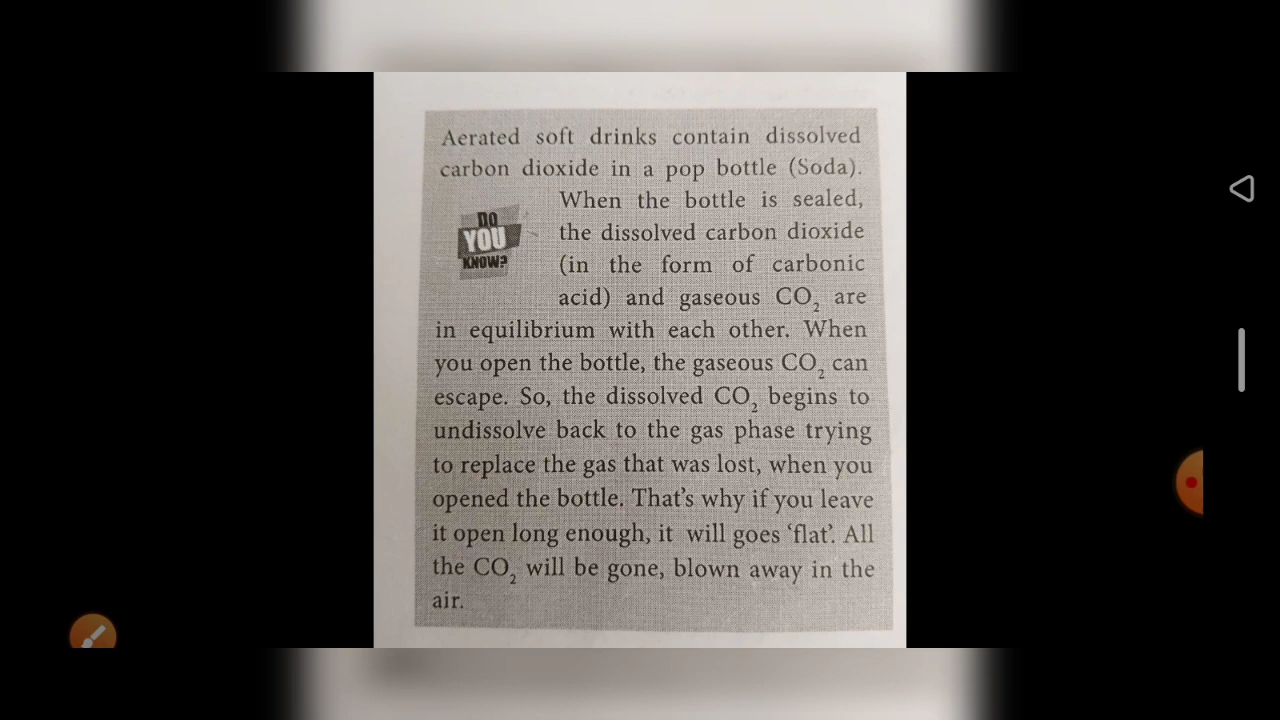 Aerated soft drinks contain dissolved
carbon dioxide in a pop bottle (Soda).
When the bottle is sealed,
the dissolved carbon dioxide
(in the form of carbonic
acid) and gaseous CO₂ are
DO
YOU
KNOW?
in equilibrium with each other. When
you open the bottle, the gaseous CO₂ can
escape. So, the dissolved CO₂ begins to
undissolve back to the gas phase trying
to replace the gas that was lost, when you
opened the bottle. That's why if you leave
it open long enough, it will goes ‘flat’. All
the CO₂ will be gone, blown away in the
air.